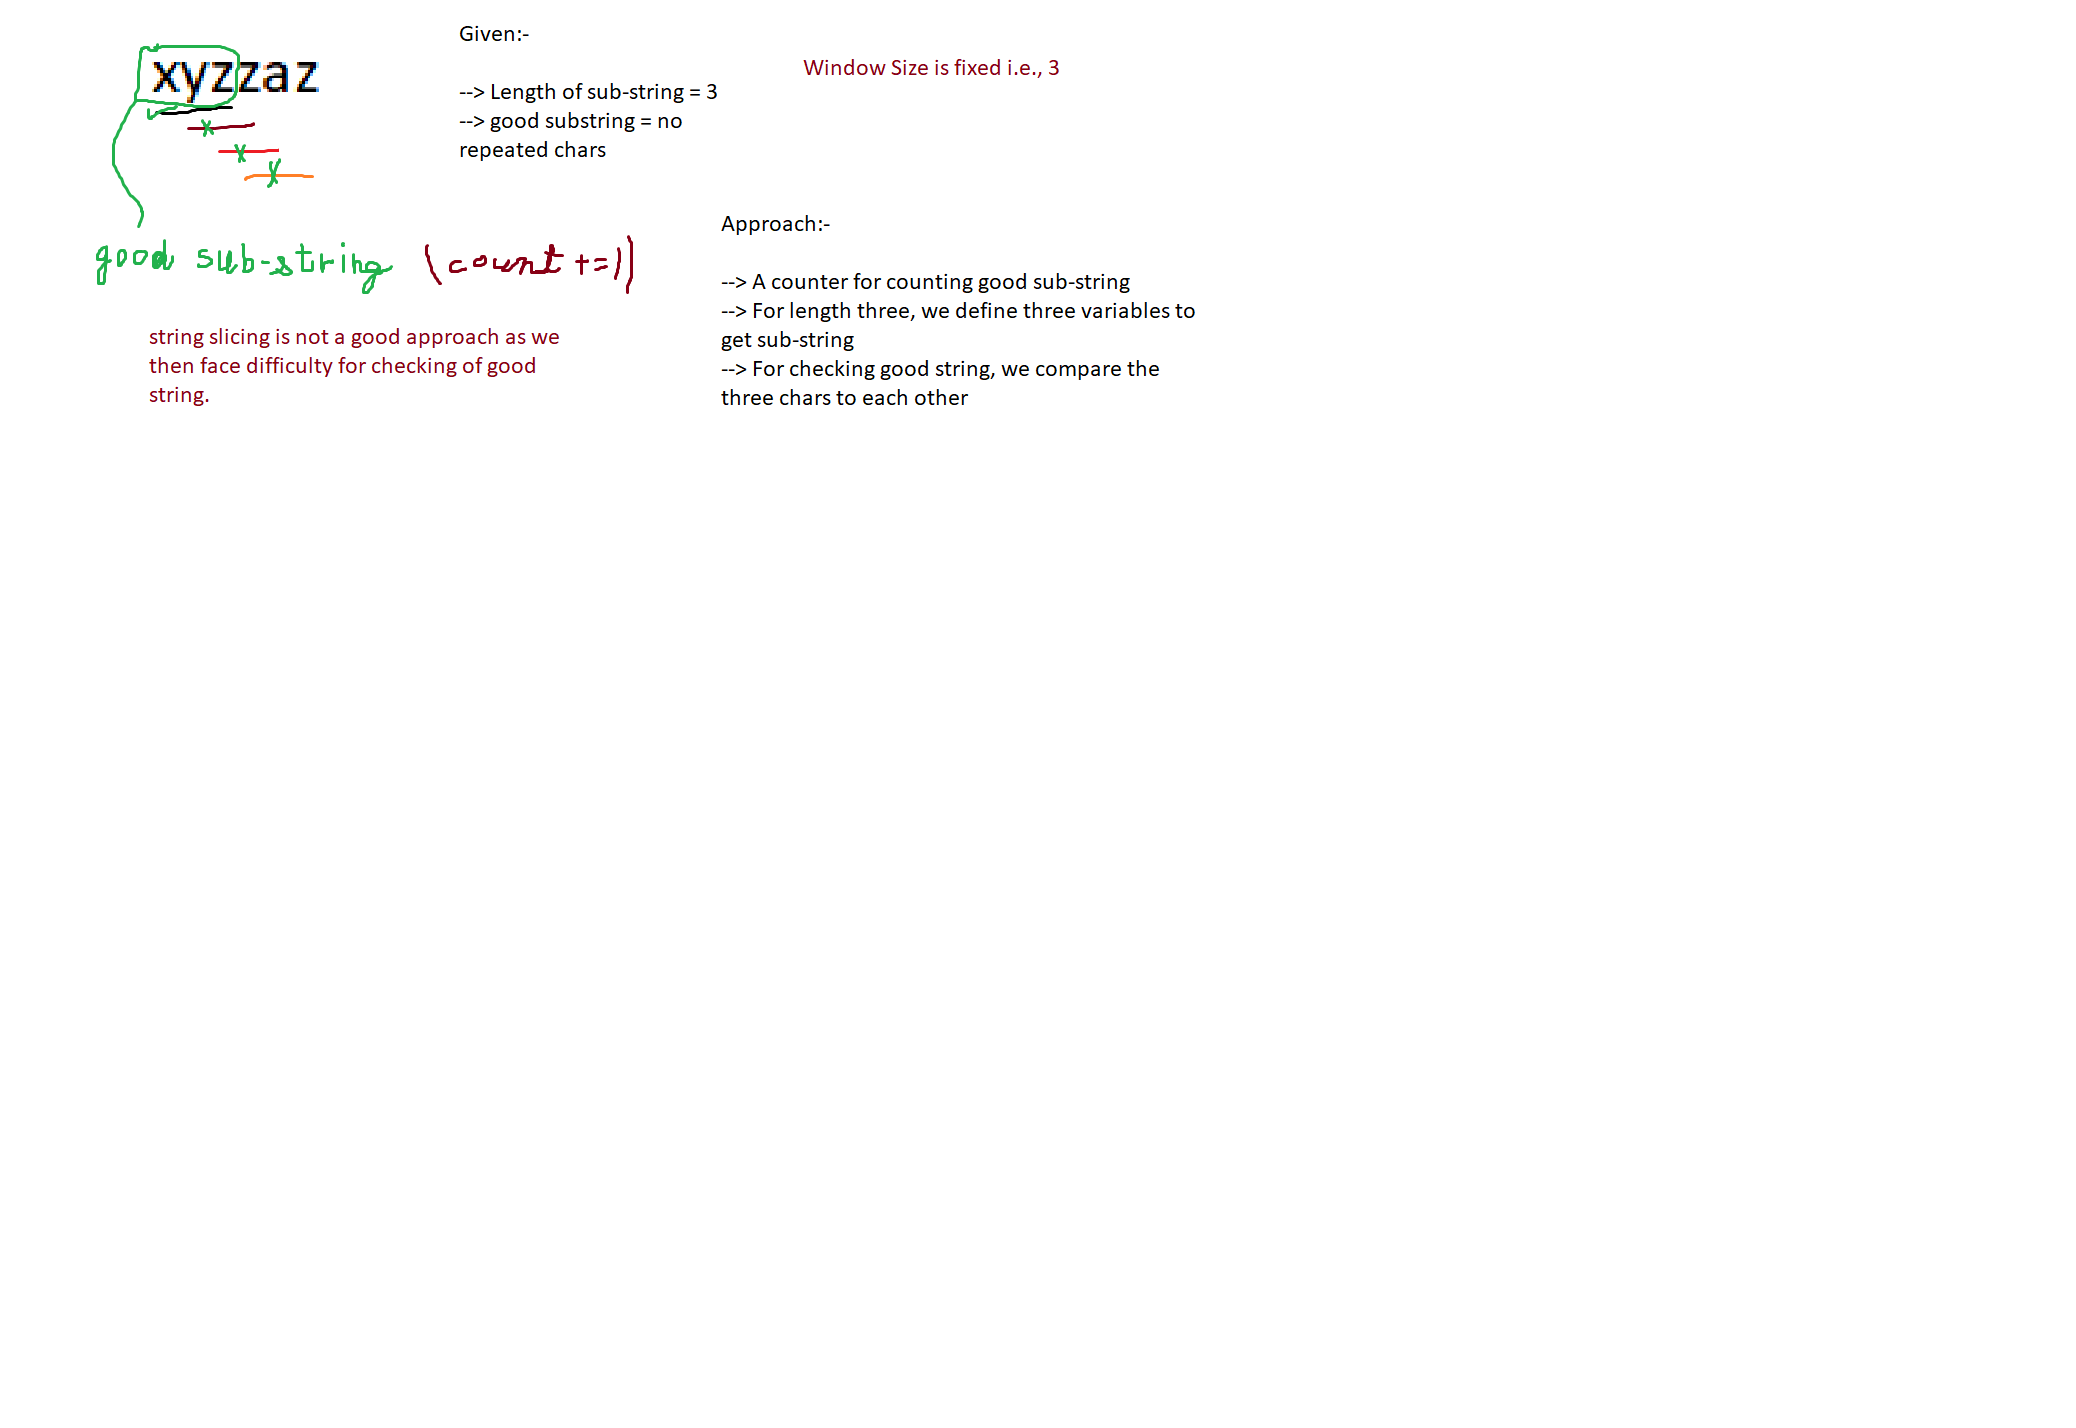 xyzzaz
Given:-
--> Length of sub-string = 3
--> good substring = no
repeated chars
Window Size is fixed i.e., 3
good sub-string (count +=1)
string slicing is not a good approach as we
then face difficulty for checking of good
string.
Approach:-
--> A counter for counting good sub-string
--> For length three, we define three variables to
get sub-string
--> For checking good string, we compare the
three chars to each other